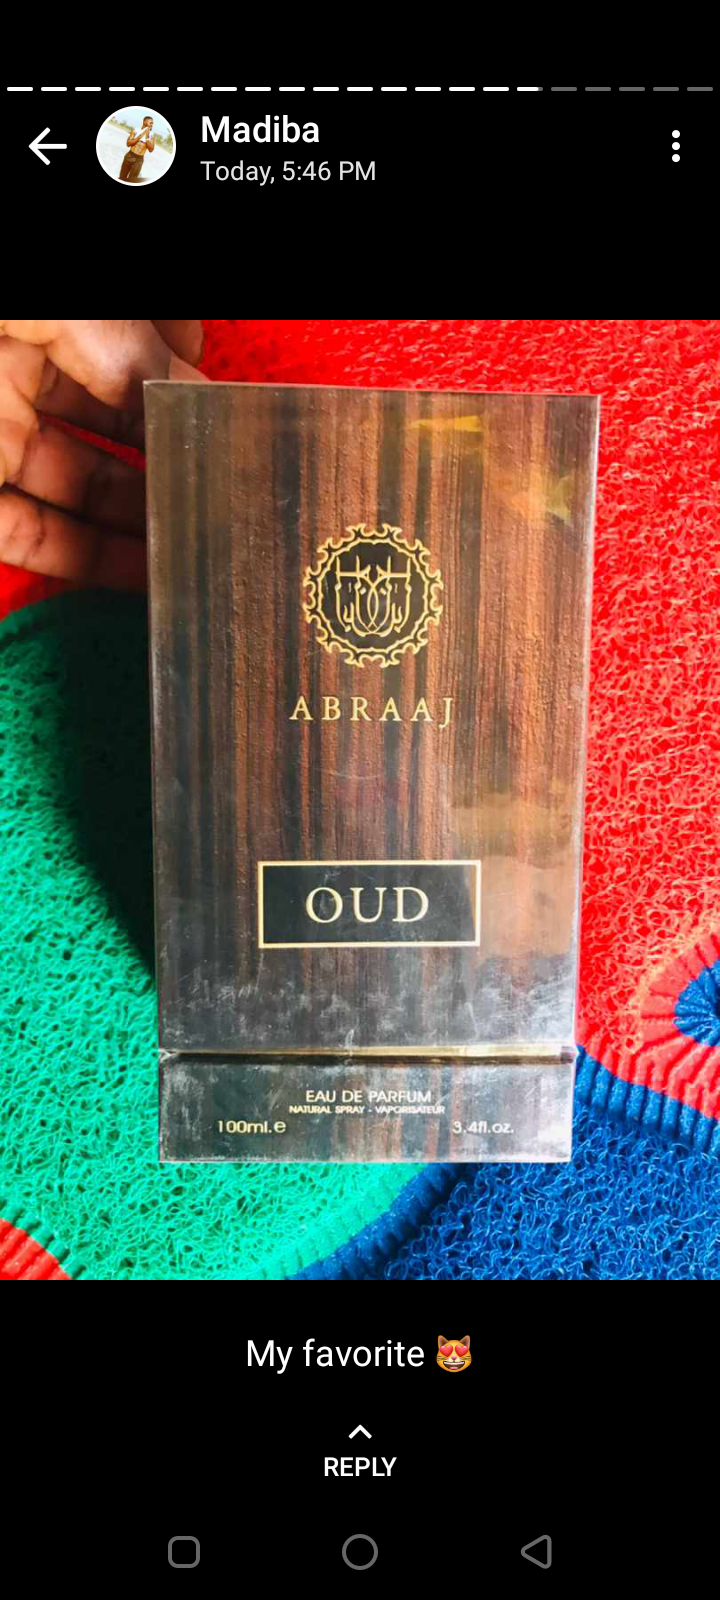 Madiba
Today, 5:46 PM
ABRAAJ
OUD
EAU DE PARFUM
NATURAL SPRAY - VAPORISATEUR
100ml.e 3.4fl.oz.
My favorite 😻
REPLY